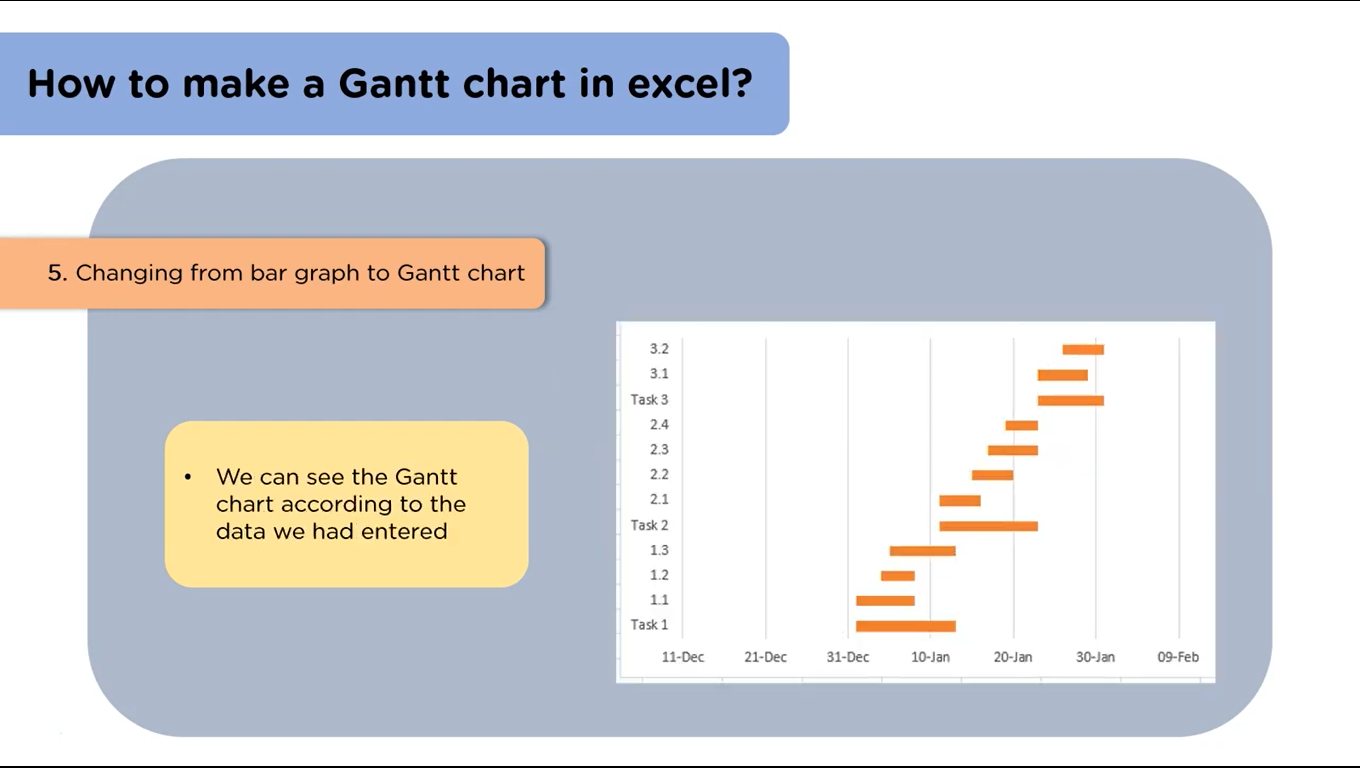 How to make a Gantt chart in excel?
5. Changing from bar graph to Gantt chart
• We can see the Gantt
chart according to the
data we had entered
3.2
3.1
Task 3
2.4
2.3
2.2
2.1
Task 2
1.3
1.2
1.1
Task 1
11-Dec 21-Dec 31-Dec 10-Jan 20-Jan 30-Jan 09-Feb